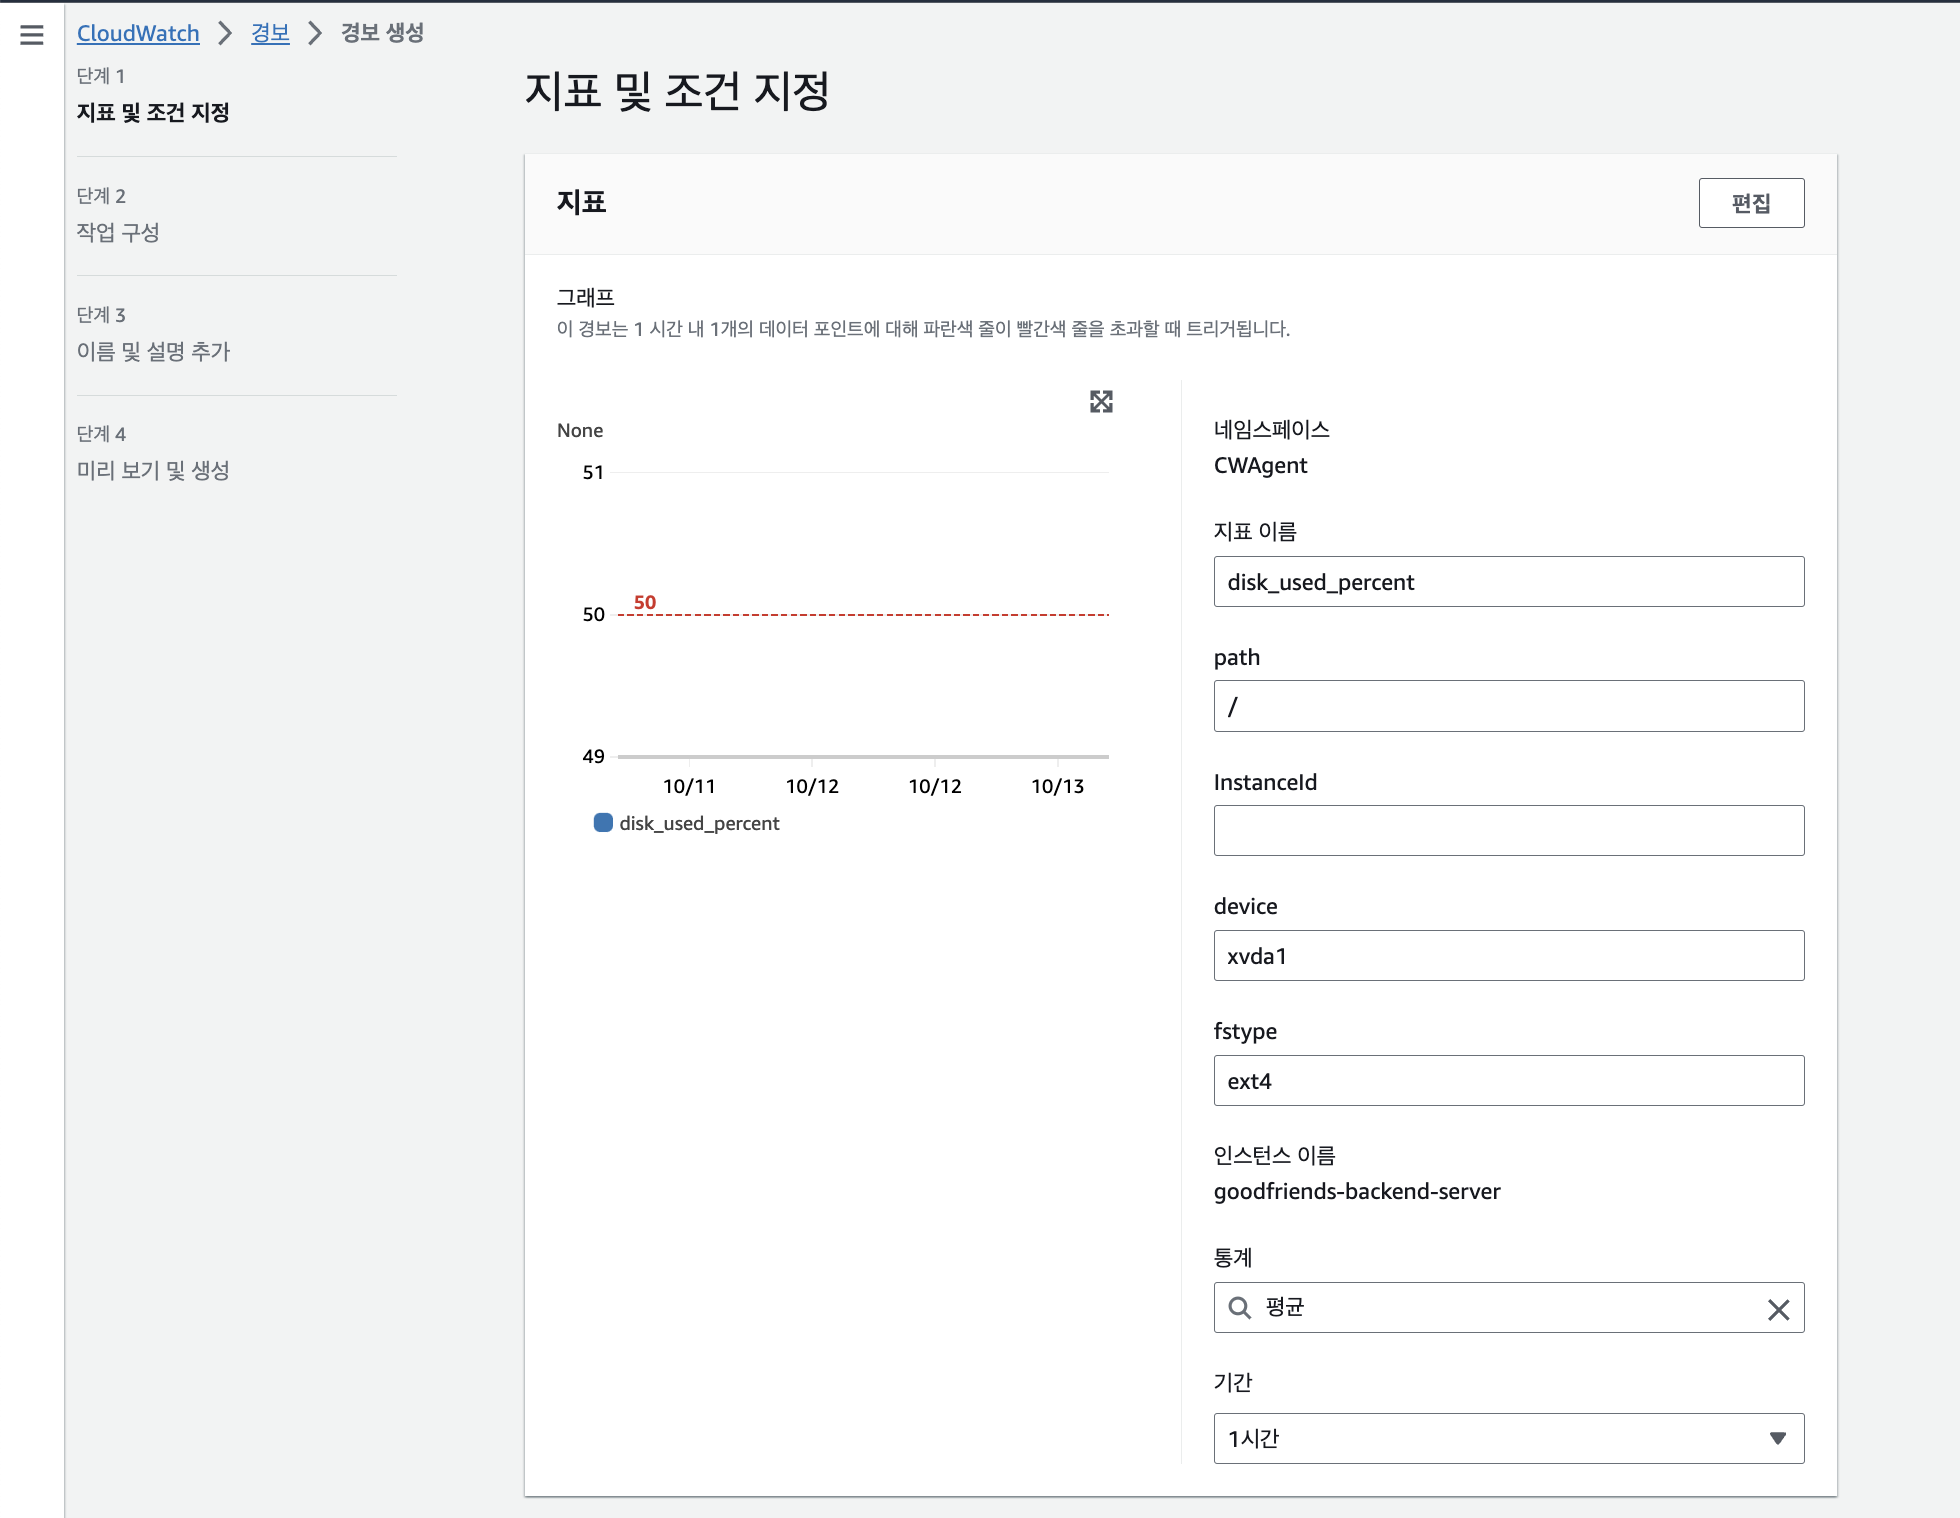 CloudWatch > 경보 > 경보 생성
단계 1
지표 및 조건 지정
단계 2
작업 구성
단계 3
이름 및 설명 추가
단계 4
미리 보기 및 생성
지표 및 조건 지정
지표
편집
그래프
이 경보는 1 시간 내 1개의 데이터 포인트에 대해 파란색 줄이 빨간색 줄을 초과할 때 트리거됩니다.
None
51
50
50
49
10/11
10/12
10/12
10/13
disk_used_percent
네임스페이스
CWAgent
지표 이름
disk_used_percent
path
/
InstanceId
device
xvda1
fstype
ext4
인스턴스 이름
goodfriends-backend-server
통계
평균
기간
1시간